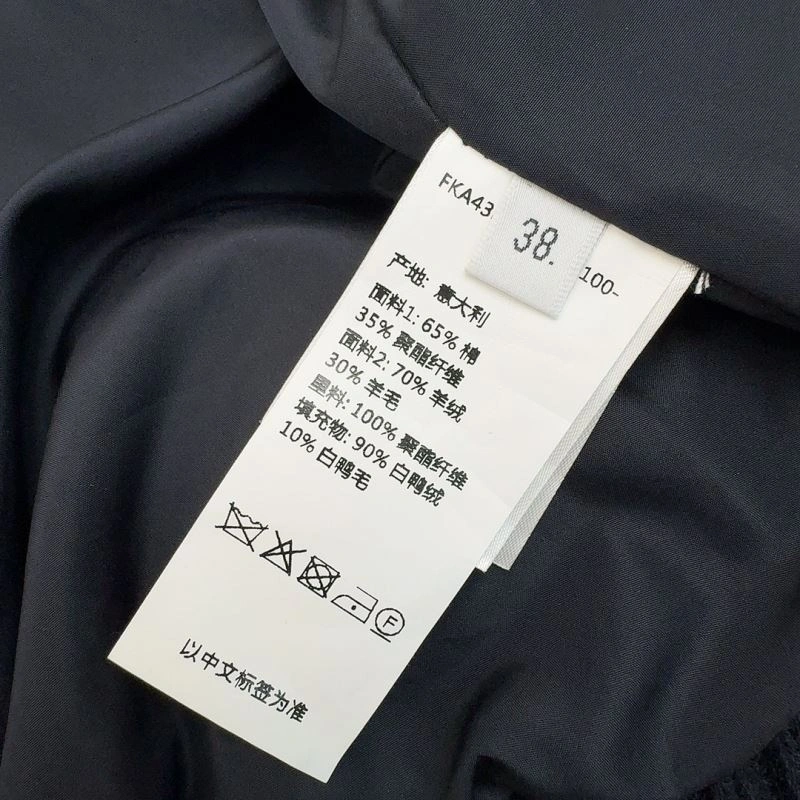 FKA43
38.
100-
产地: 意大利
面料1: 65% 棉
35% 聚酯纤维
面料2: 70% 羊绒
30% 羊毛
里料: 100% 聚酯纤维
填充物: 90% 白鸭绒
10% 白鸭毛
F
以中文标签为准